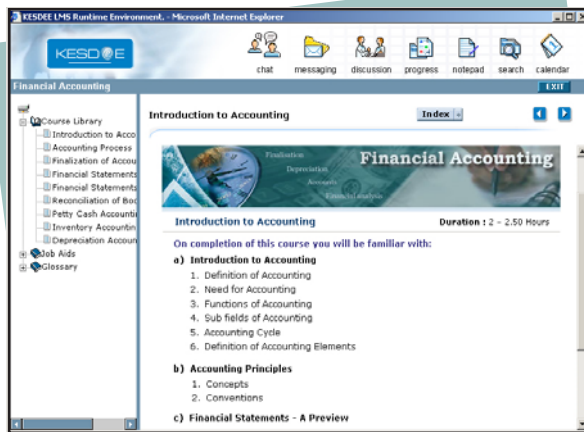 KESDEE LMS Runtime Environment. - Microsoft Internet Explorer
KESDEE
chat messaging discussion progress notepad search calendar
Financial Accounting EXIT
Course Library
Introduction to Acco
Accounting Process
Finalization of Accou
Financial Statements
Financial Statements
Reconciliation of Boo
Petty Cash Accounti
Inventory Accountin
Depreciation Accoun
Job Aids
Glossary
Introduction to Accounting Index
Finalisation
Depreciation
Accounts
Financial analysis
Financial Accounting
Introduction to Accounting Duration : 2 - 2.50 Hours
On completion of this course you will be familiar with:
a) Introduction to Accounting
1. Definition of Accounting
2. Need for Accounting
3. Functions of Accounting
4. Sub fields of Accounting
5. Accounting Cycle
6. Definition of Accounting Elements
b) Accounting Principles
1. Concepts
2. Conventions
c) Financial Statements - A Preview